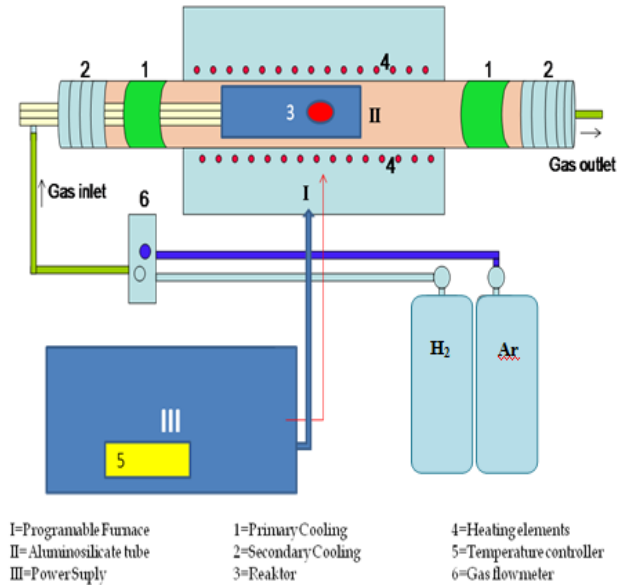 4
2
1
1
2
3
II
4
Gas outlet
Gas inlet
I
6
H2
Ar
III
5
I=Programable Furnace
1=Primary Cooling
4=Heating elements
II=Aluminosilicate tube
2=Secondary Cooling
5=Temperature controller
III=Power Suply
3=Reaktor
6=Gas flowmeter